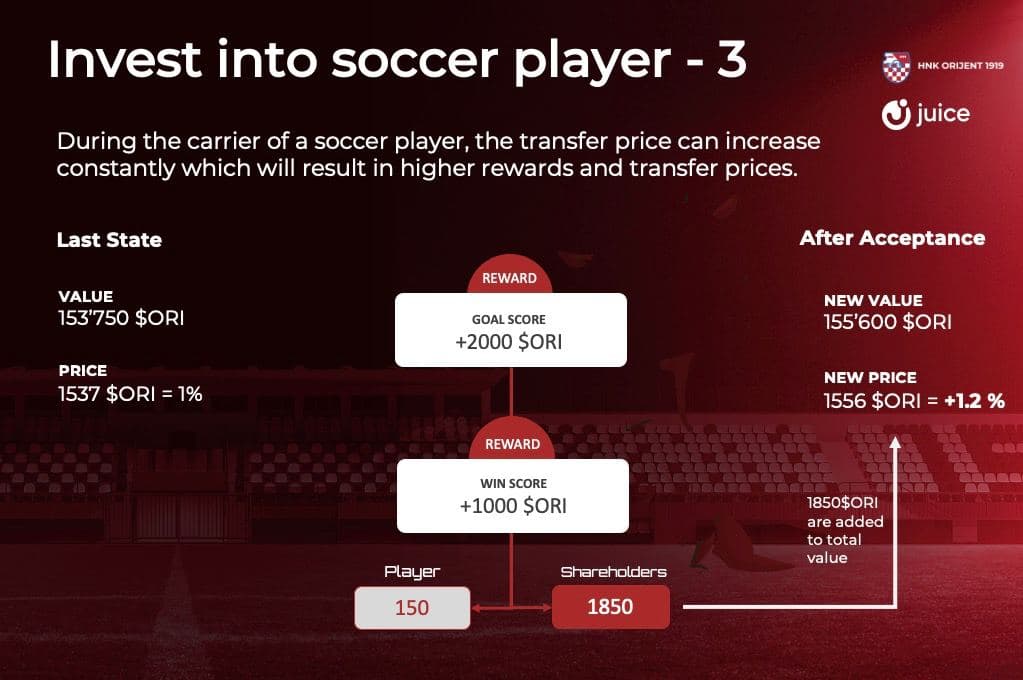 Invest into soccer player - 3
HNK ORIJENT 1919
juice
During the carrier of a soccer player, the transfer price can increase
constantly which will result in higher rewards and transfer prices.
Last State
After Acceptance
VALUE
153’750 $ORI
PRICE
1537 $ORI = 1%
REWARD
GOAL SCORE
+2000 $ORI
REWARD
WIN SCORE
+1000 $ORI
Player
150
Shareholders
1850
NEW VALUE
155’600 $ORI
NEW PRICE
1556 $ORI = +1.2 %
1850$ORI
are added
to total
value